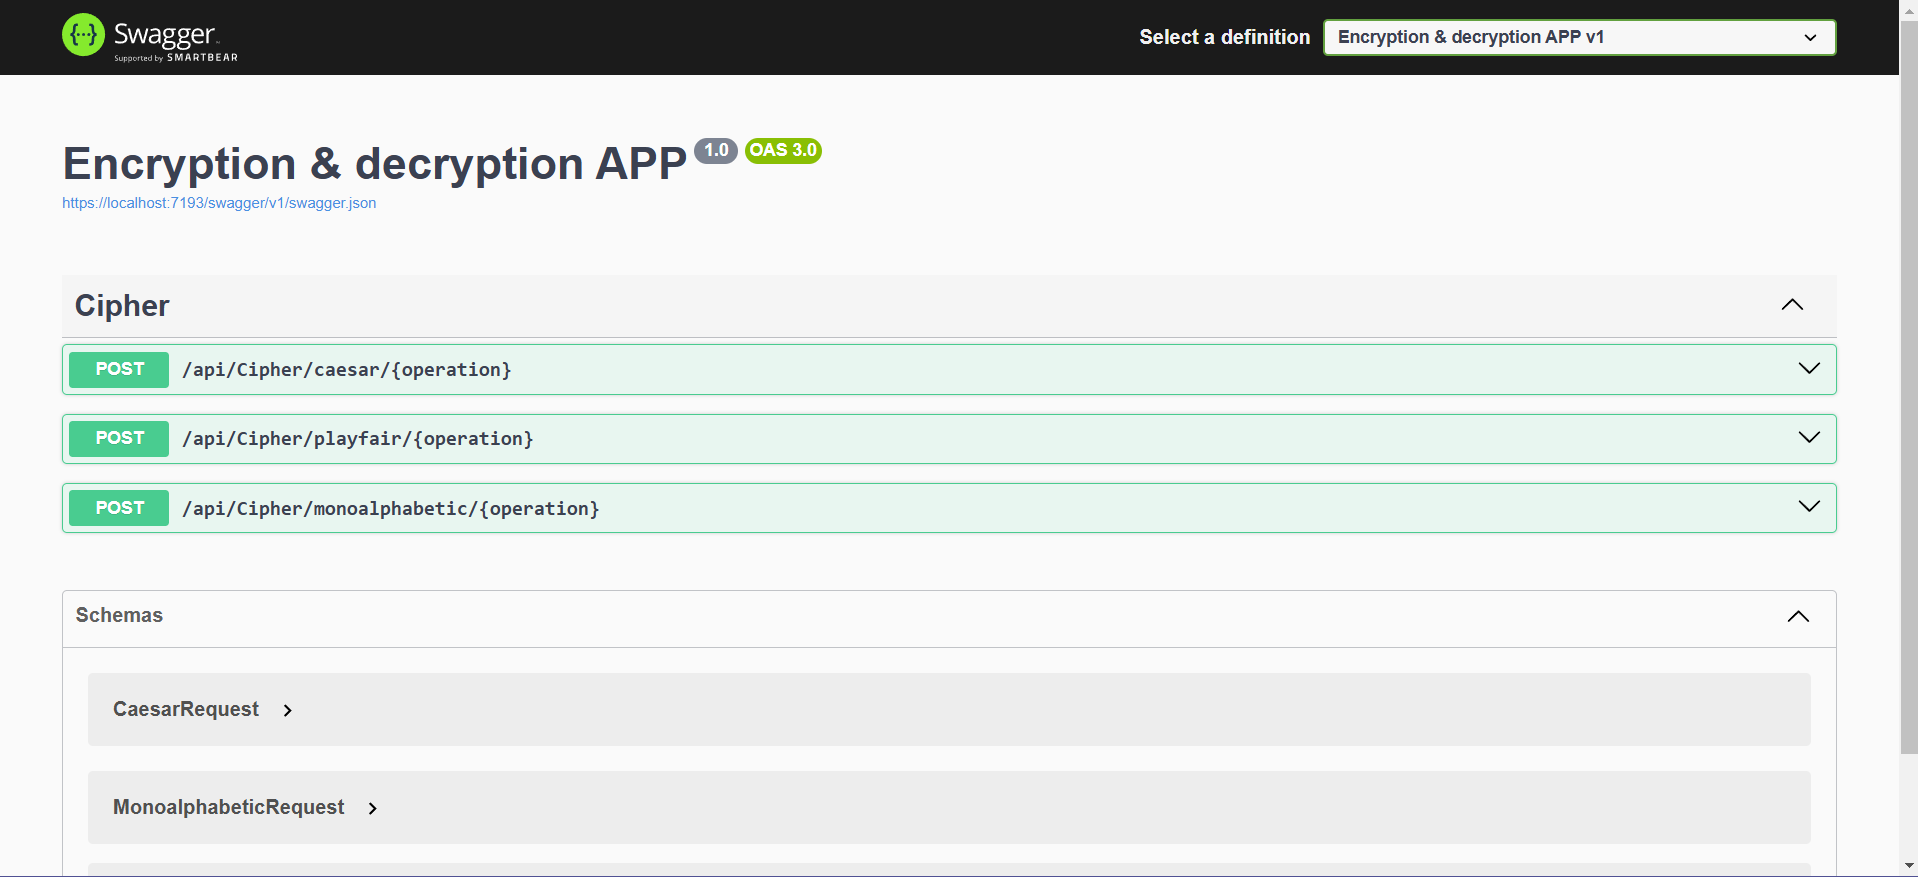 Swagger
Supported by SMARTBEAR
Select a definition
Encryption & decryption APP v1
Encryption & decryption APP 1.0 OAS 3.0
https://localhost:7193/swagger/v1/swagger.json
Cipher
POST /api/Cipher/caesar/{operation}
POST /api/Cipher/playfair/{operation}
POST /api/Cipher/monoalphabetic/{operation}
Schemas
CaesarRequest
MonoalphabeticRequest